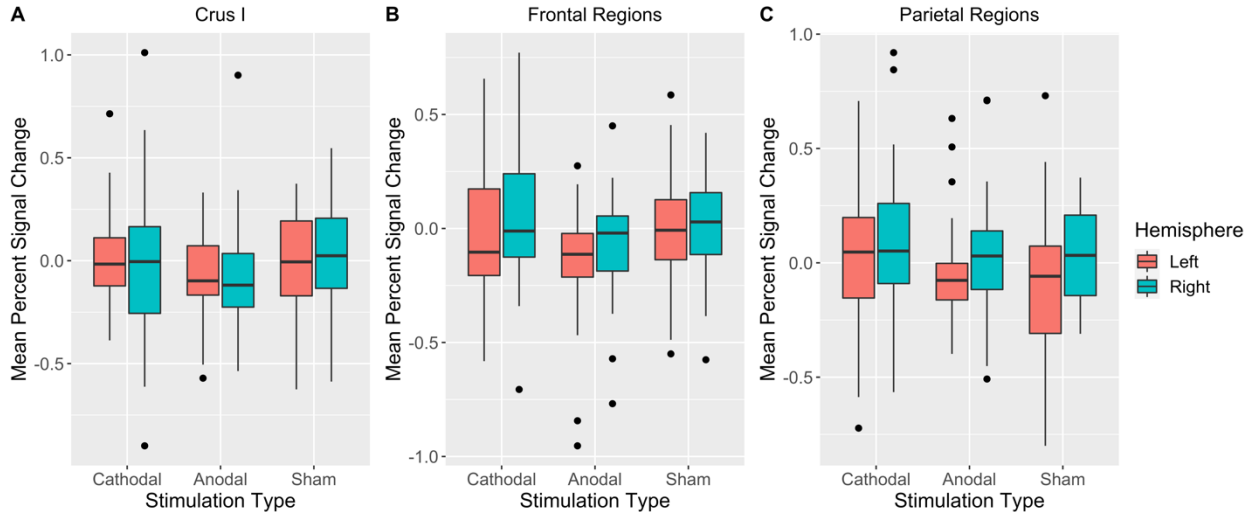 A
Crus I
Mean Percent Signal Change
1.0
0.5
0.0
-0.5
Cathodal Anodal Sham
Stimulation Type
B
Frontal Regions
Mean Percent Signal Change
0.5
0.0
-0.5
-1.0
Cathodal Anodal Sham
Stimulation Type
C
Parietal Regions
Mean Percent Signal Change
1.0
0.5
0.0
-0.5
Cathodal Anodal Sham
Stimulation Type
Hemisphere
Left
Right